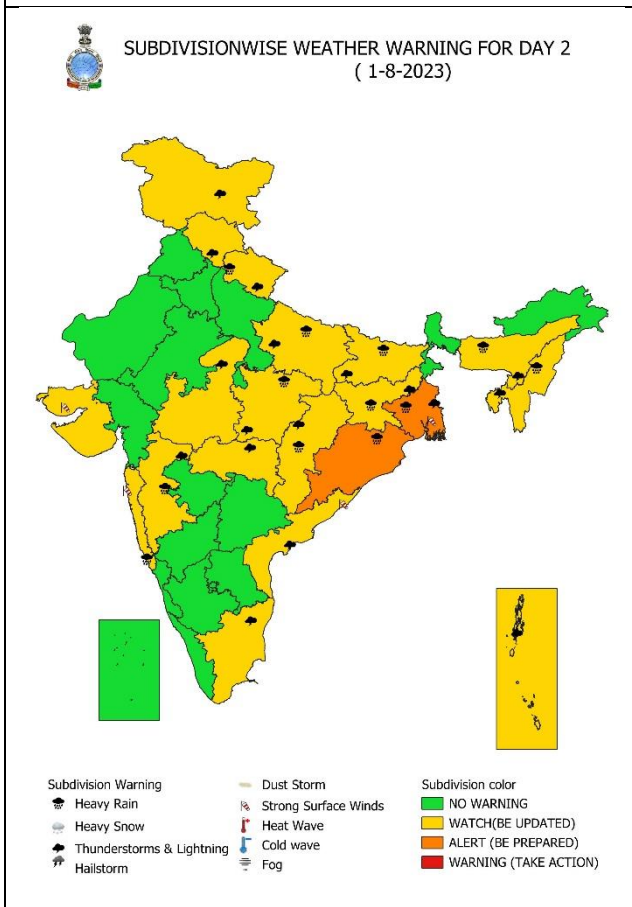 SUBDIVISIONWISE WEATHER WARNING FOR DAY 2
( 1-8-2023)
Subdivision Warning
Heavy Rain
Heavy Snow
Thunderstorms & Lightning
Hailstorm
Dust Storm
Strong Surface Winds
Heat Wave
Cold wave
Fog
Subdivision color
NO WARNING
WATCH(BE UPDATED)
ALERT (BE PREPARED)
WARNING (TAKE ACTION)